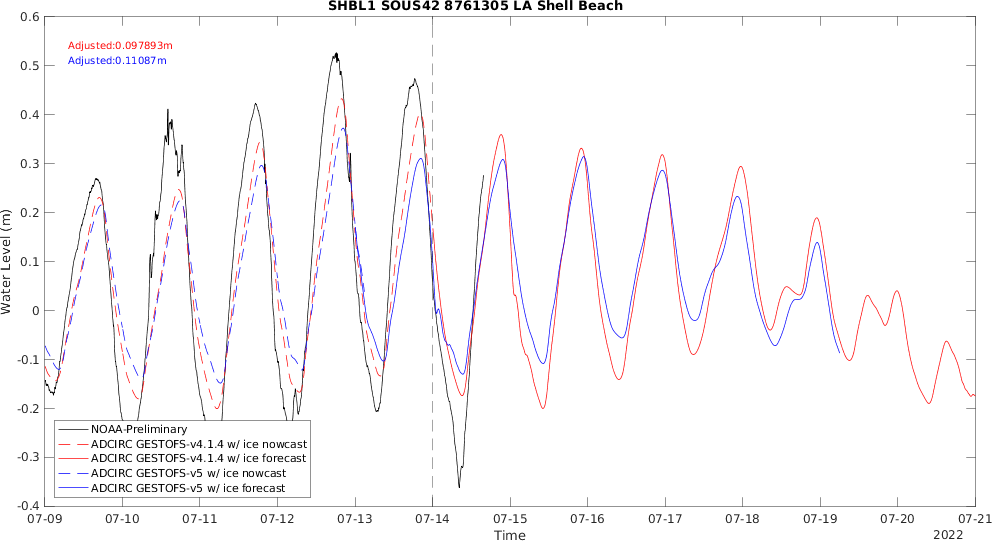 SHBL1 SOUS42 8761305 LA Shell Beach
Adjusted:0.097893m
Adjusted:0.11087m
0.6
0.5
0.4
0.3
0.2
0.1
0
-0.1
-0.2
-0.3
-0.4
Water Level (m)
NOAA-Preliminary
ADCIRC GESTOFS-v4.1.4 w/ ice nowcast
ADCIRC GESTOFS-v4.1.4 w/ ice forecast
ADCIRC GESTOFS-v5 w/ ice nowcast
ADCIRC GESTOFS-v5 w/ ice forecast
07-09 07-10 07-11 07-12 07-13 07-14 07-15 07-16 07-17 07-18 07-19 07-20 07-21
Time
2022